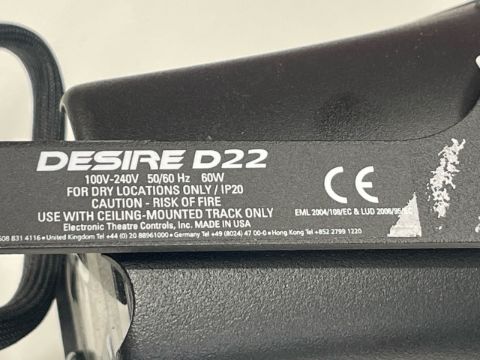 DESIRE D22
100V-240V 50/60 Hz 60W
FOR DRY LOCATIONS ONLY / IP20
CAUTION - RISK OF FIRE
USE WITH CEILING-MOUNTED TRACK ONLY
Electronic Theatre Controls, Inc. MADE IN USA
CE
EML 2004/108/EC & LUD 2006/95/EC
608 831 4116 • United Kingdom Tel +44 (0) 20 88961000 • Germany Tel +49 (8024) 47 00-0 • Hong Kong Tel +852 2799 1220